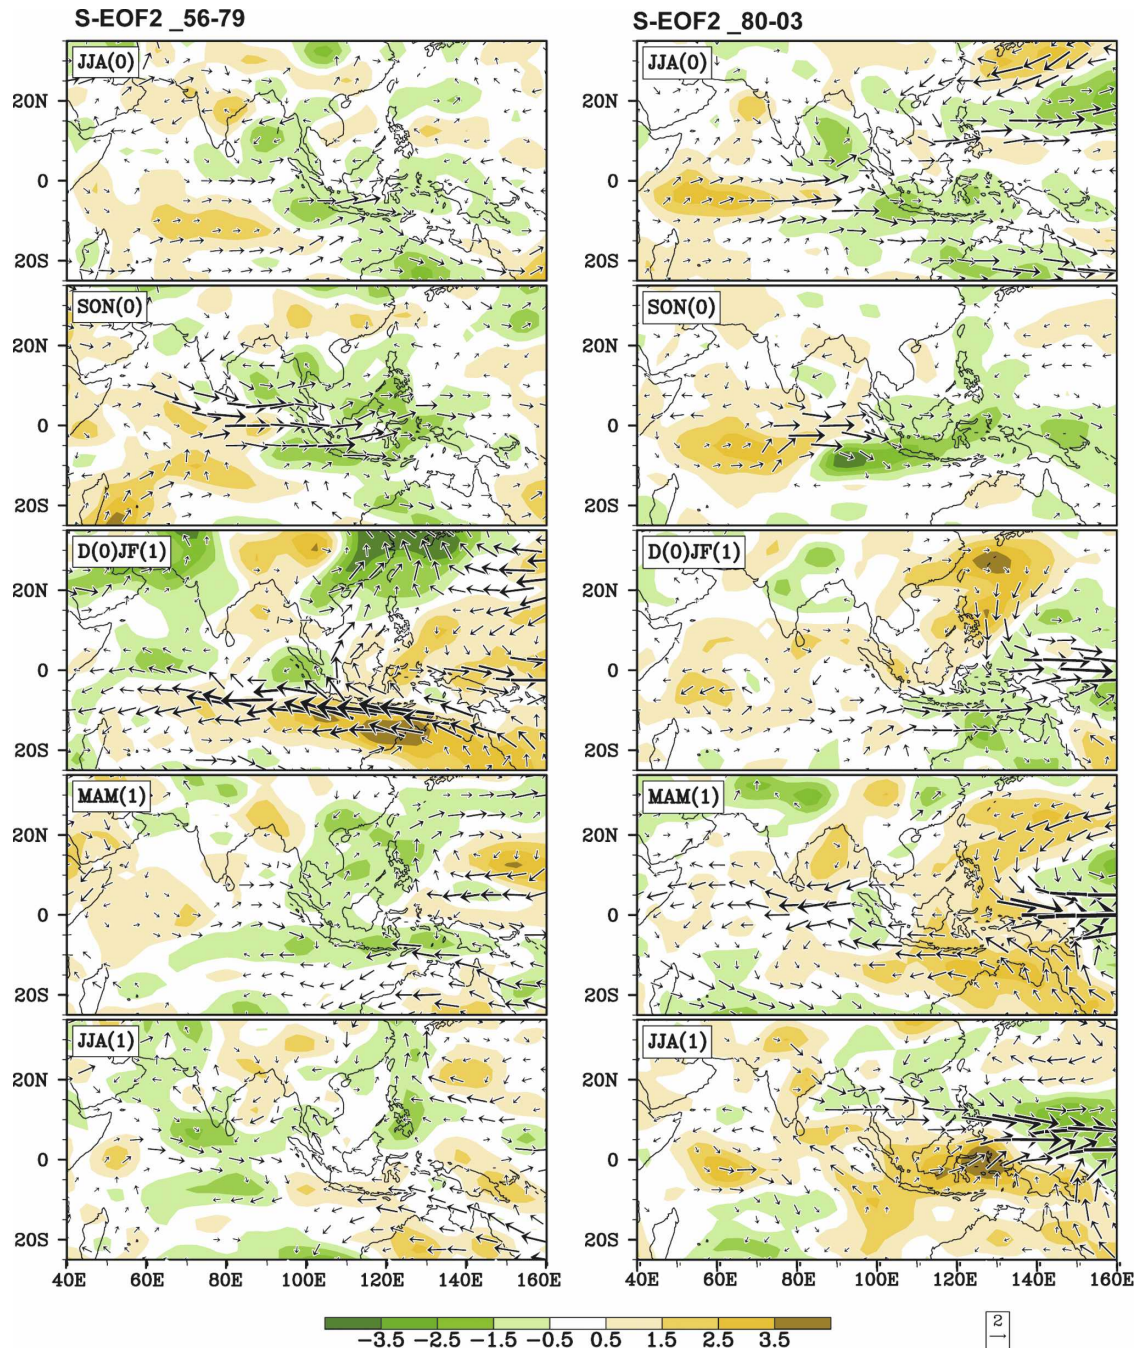 S-EOF2 _56-79 S-EOF2 _80-03
JJA(0) JJA(0)
20N 20N
0 0
20S 20S
SON(0) SON(0)
20N 20N
0 0
20S 20S
D(0)JF(1) D(0)JF(1)
20N 20N
0 0
20S 20S
MAM(1) MAM(1)
20N 20N
0 0
20S 20S
JJA(1) JJA(1)
20N 20N
0 0
20S 20S
40E 60E 80E 100E 120E 140E 160E 40E 60E 80E 100E 120E 140E 160E
−3.5 −2.5 −1.5 −0.5 0.5 1.5 2.5 3.5
2